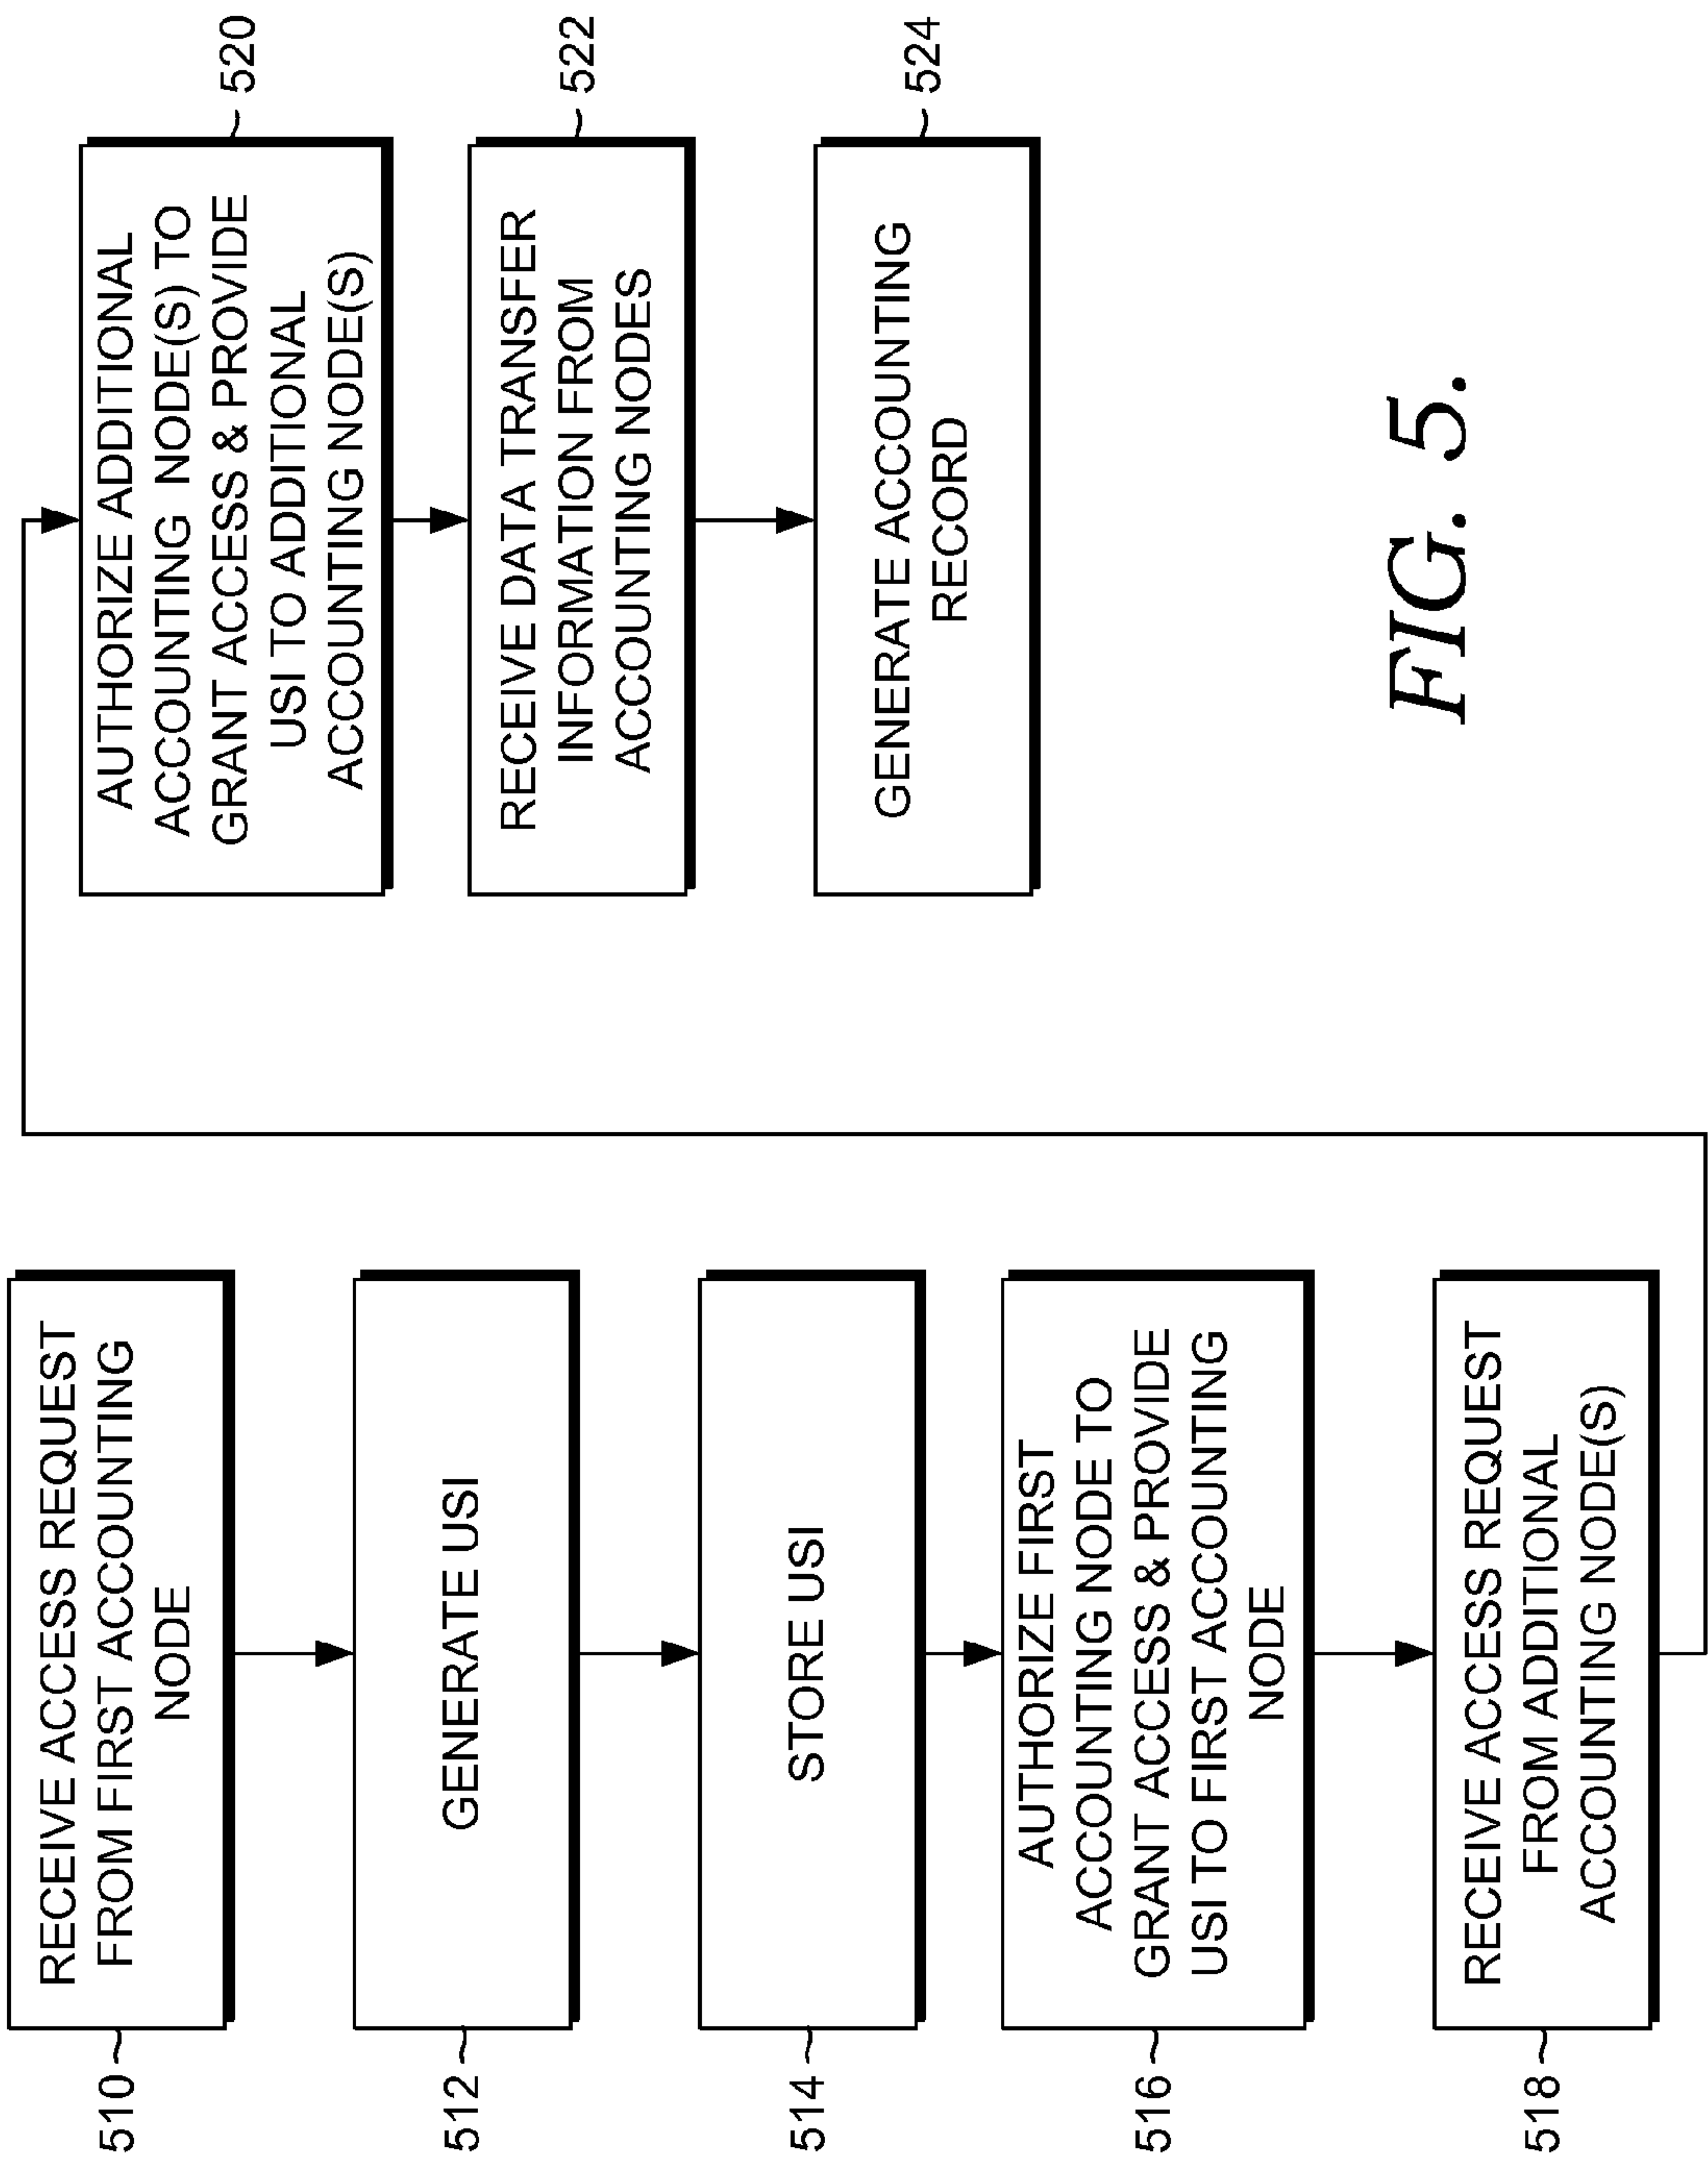 510
RECEIVE ACCESS REQUEST
FROM FIRST ACCOUNTING
NODE
512
GENERATE USI
514
STORE USI
516
AUTHORIZE FIRST
ACCOUNTING NODE TO
GRANT ACCESS & PROVIDE
USI TO FIRST ACCOUNTING
NODE
518
RECEIVE ACCESS REQUEST
FROM ADDITIONAL
ACCOUNTING NODE(S)
AUTHORIZE ADDITIONAL
ACCOUNTING NODE(S) TO
GRANT ACCESS & PROVIDE
USI TO ADDITIONAL
ACCOUNTING NODE(S)
520
RECEIVE DATA TRANSFER
INFORMATION FROM
ACCOUNTING NODES
522
GENERATE ACCOUNTING
RECORD
524
FIG. 5.